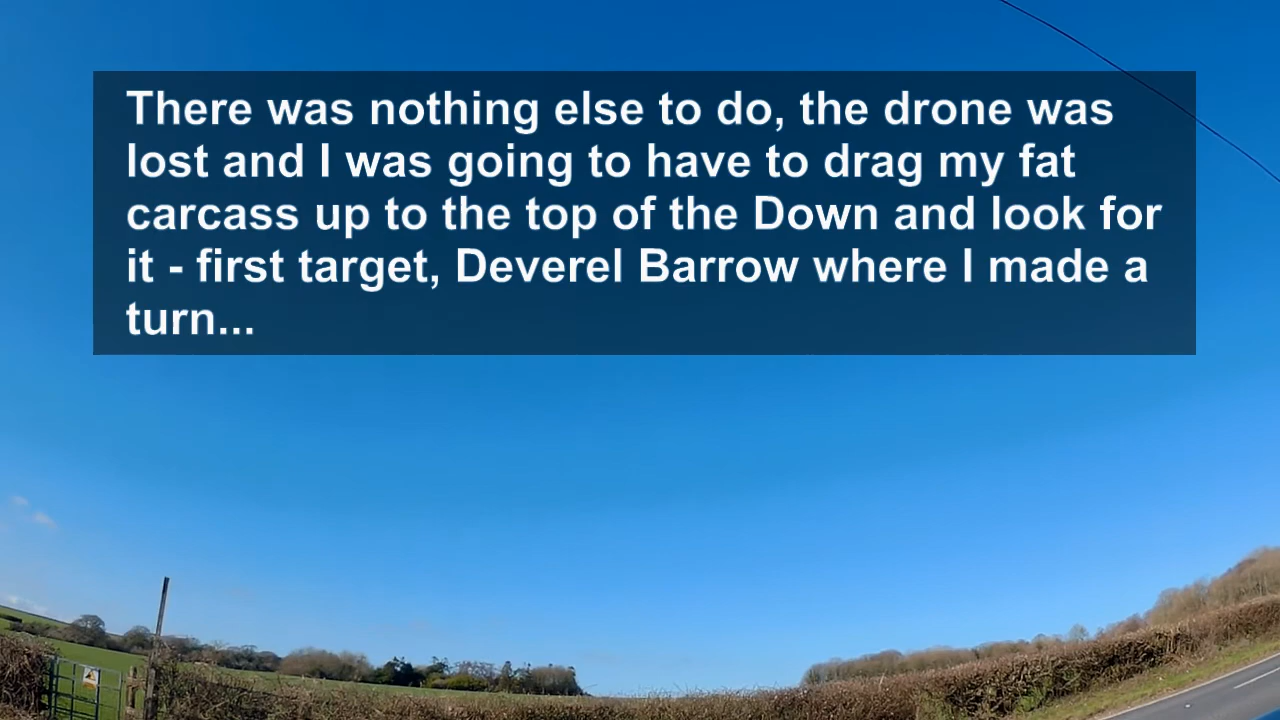 There was nothing else to do, the drone was
lost and I was going to have to drag my fat
carcass up to the top of the Down and look for
it - first target, Deverel Barrow where I made a
turn...